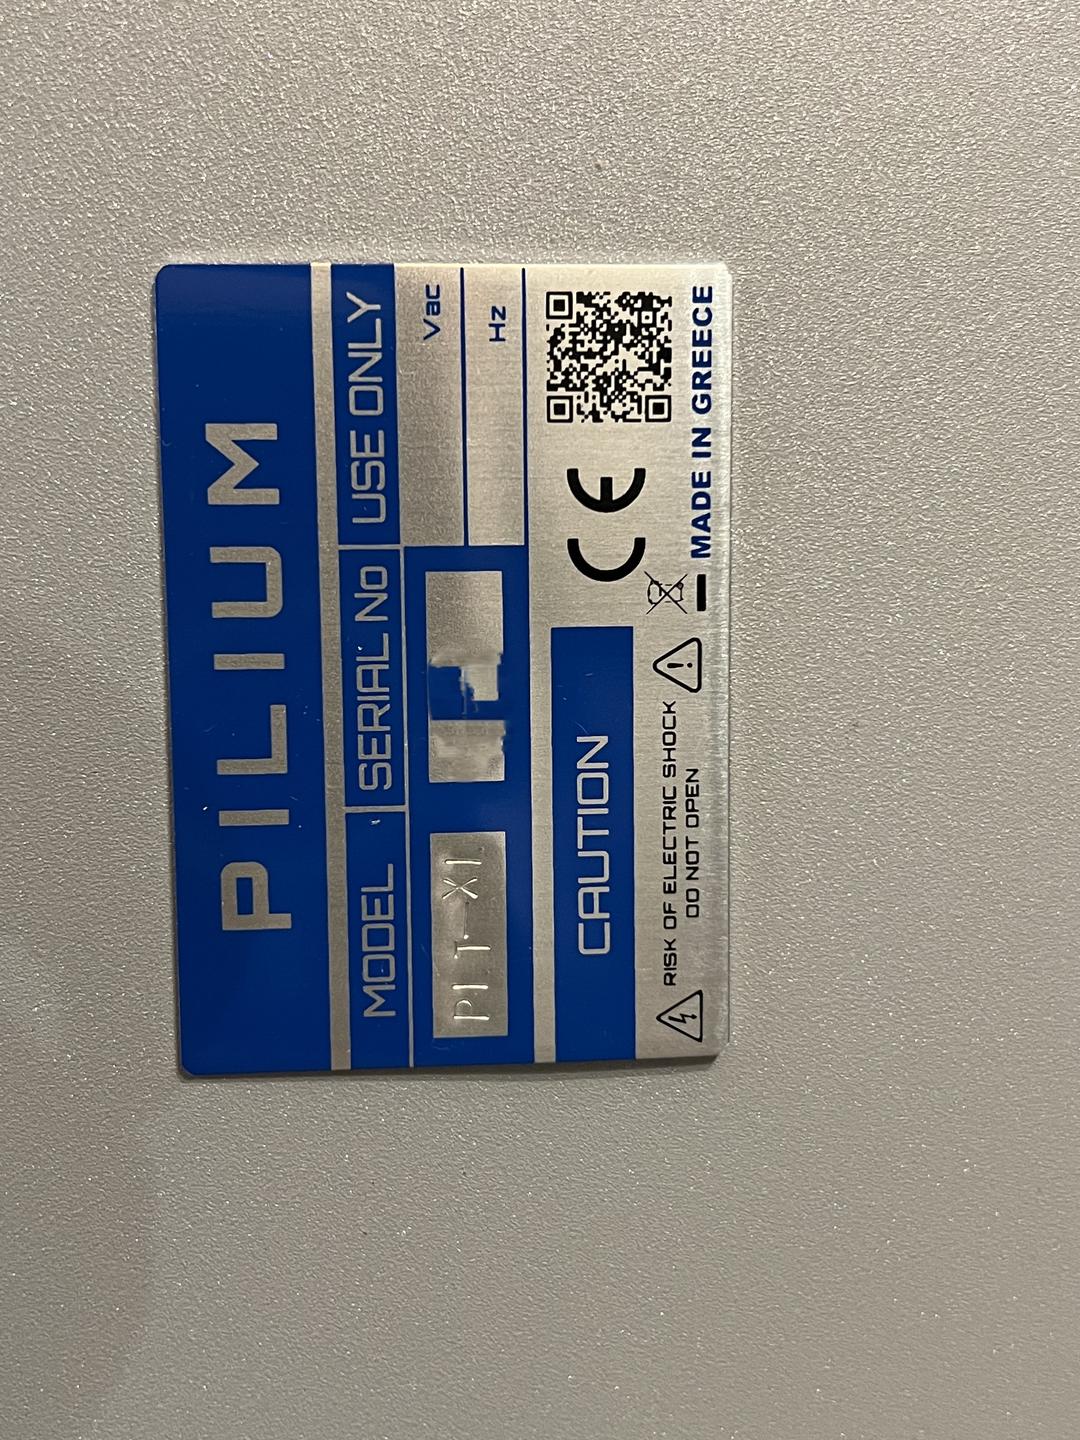 PILIUM
MODEL
SERIAL No
USE ONLY
PLT-XL
Vac
Hz
CAUTION
CE
RISK OF ELECTRIC SHOCK
DO NOT OPEN
MADE IN GREECE